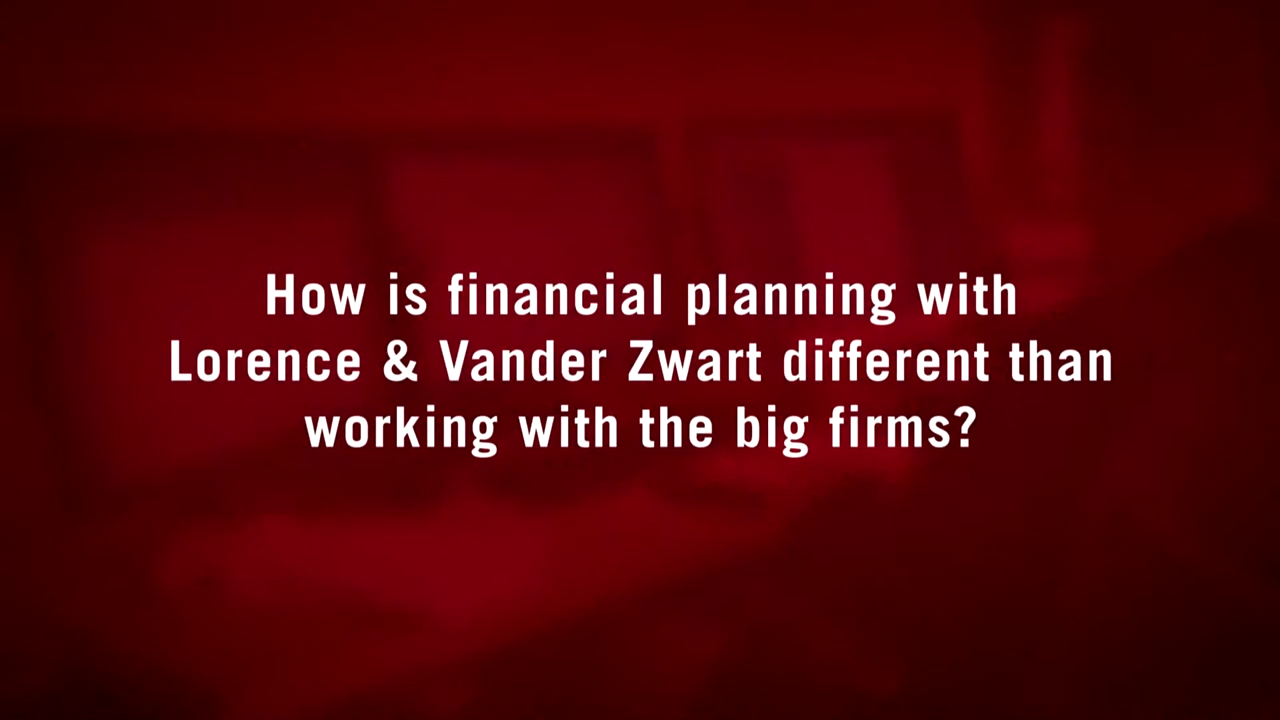 How is financial planning with
Lorence & Vander Zwart different than
working with the big firms?